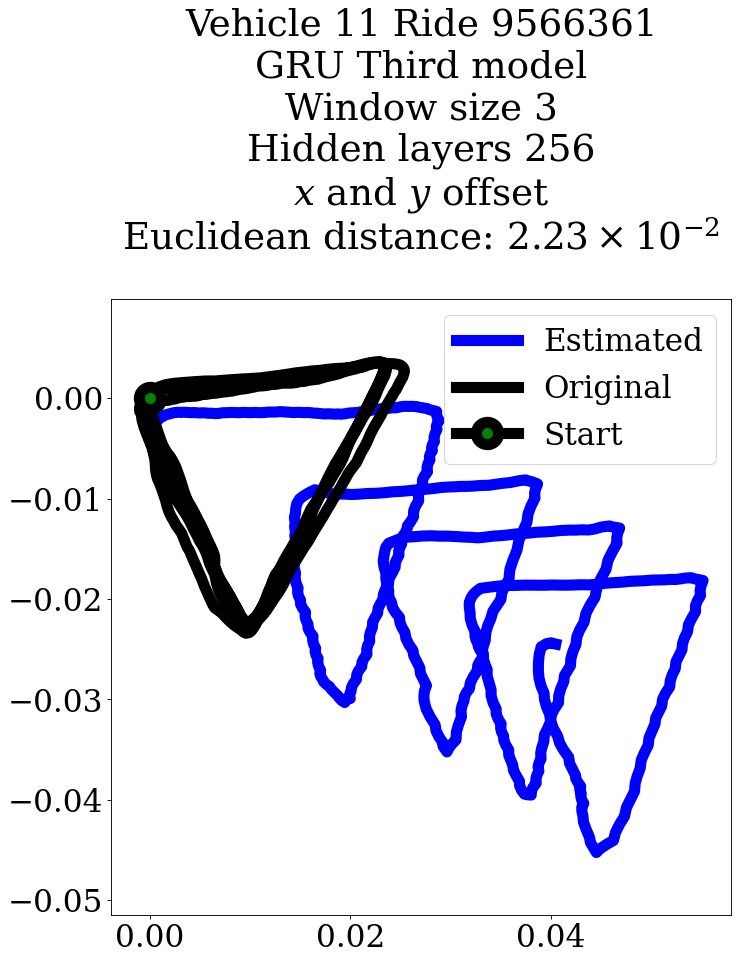 Vehicle 11 Ride 9566361
GRU Third model
Window size 3
Hidden layers 256
x and y offset
Euclidean distance: 2.23 × 10⁻²
Estimated
Original
Start
0.00
−0.01
−0.02
−0.03
−0.04
−0.05
0.00 0.02 0.04